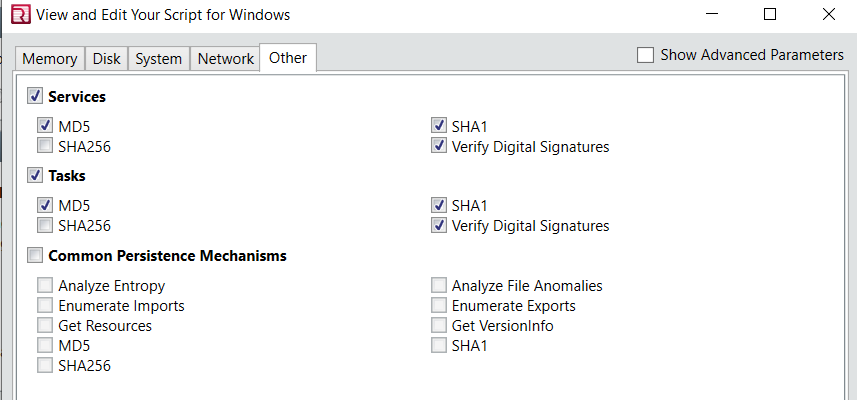 View and Edit Your Script for Windows
Memory Disk System Network Other Show Advanced Parameters
Services
MD5 SHA1
SHA256 Verify Digital Signatures
Tasks
MD5 SHA1
SHA256 Verify Digital Signatures
Common Persistence Mechanisms
Analyze Entropy Analyze File Anomalies
Enumerate Imports Enumerate Exports
Get Resources Get VersionInfo
MD5 SHA1
SHA256